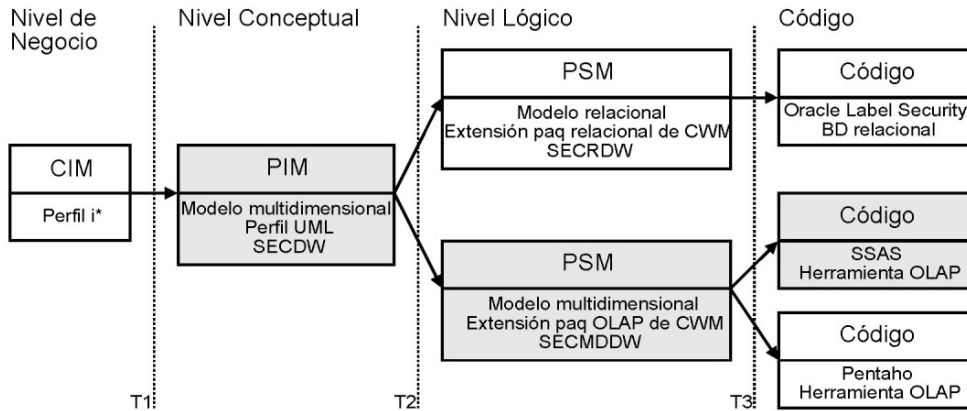 Nivel de
Negocio
Nivel Conceptual
Nivel Lógico
Código
CIM
Perfil i*
PIM
Modelo multidimensional
Perfil UML
SECDW
PSM
Modelo relacional
Extensión paq relacional de CWM
SECRDW
PSM
Modelo multidimensional
Extensión paq OLAP de CWM
SECMDDW
Código
Oracle Label Security
BD relacional
Código
SSAS
Herramienta OLAP
Código
Pentaho
Herramienta OLAP
T1
T2
T3